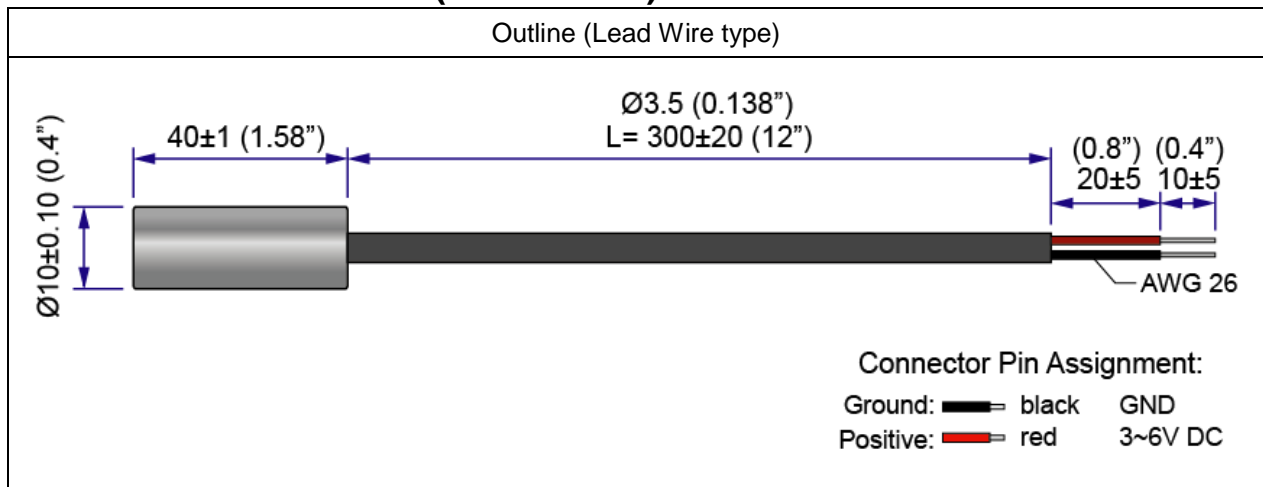 Outline (Lead Wire type)
Ø3.5 (0.138”)
40±1 (1.58”)
L= 300±20 (12”)
(0.8”) (0.4”)
20±5 10±5
Ø10±0.10 (0.4”)
AWG 26
Connector Pin Assignment:
Ground: black GND
Positive: red 3~6V DC